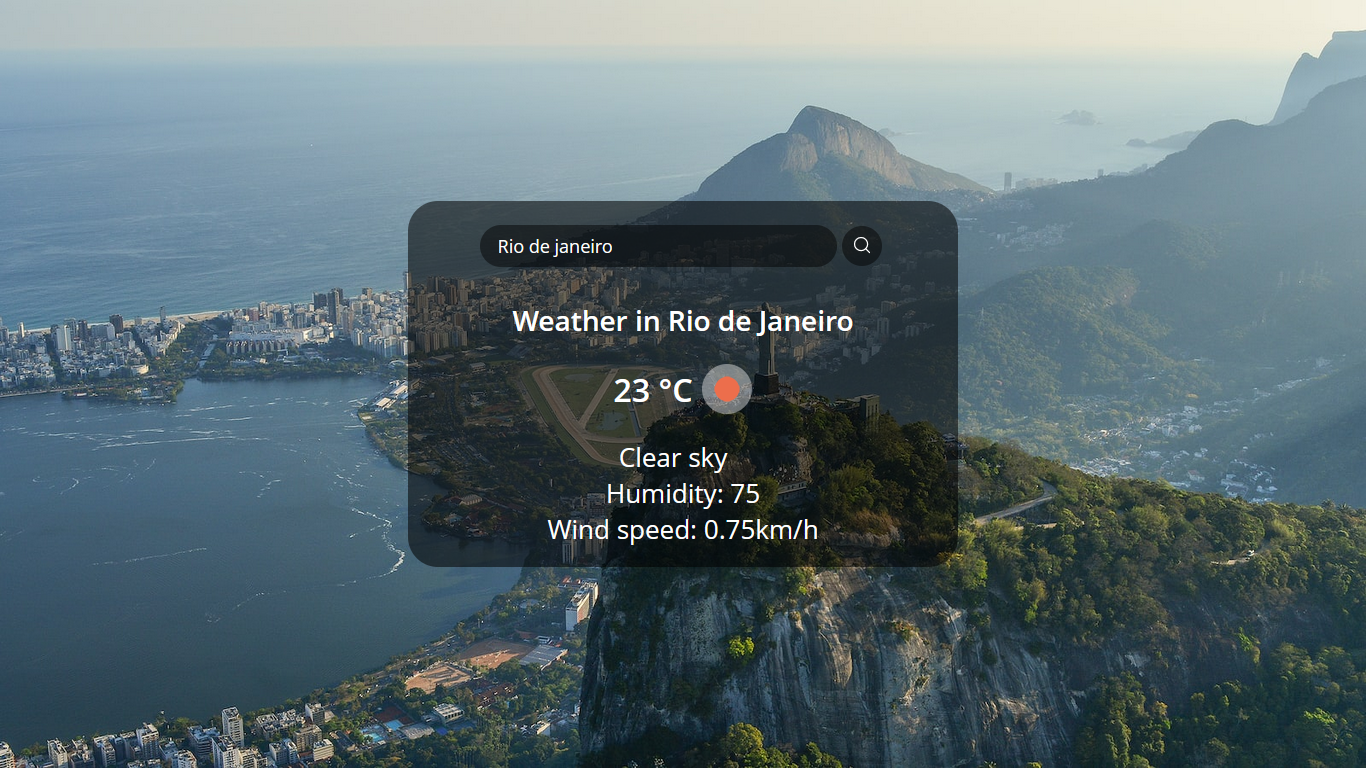 Rio de janeiro
Weather in Rio de Janeiro
23 °C
Clear sky
Humidity: 75
Wind speed: 0.75km/h